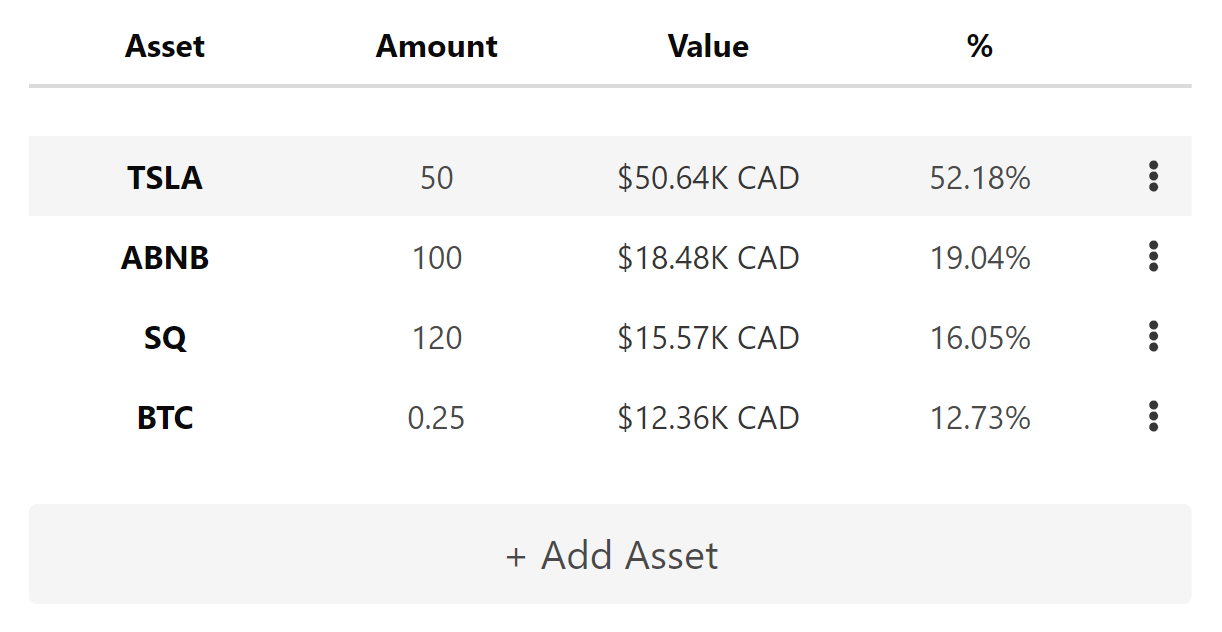 Asset Amount Value %
TSLA 50 $50.64K CAD 52.18%
ABNB 100 $18.48K CAD 19.04%
SQ 120 $15.57K CAD 16.05%
BTC 0.25 $12.36K CAD 12.73%
+ Add Asset